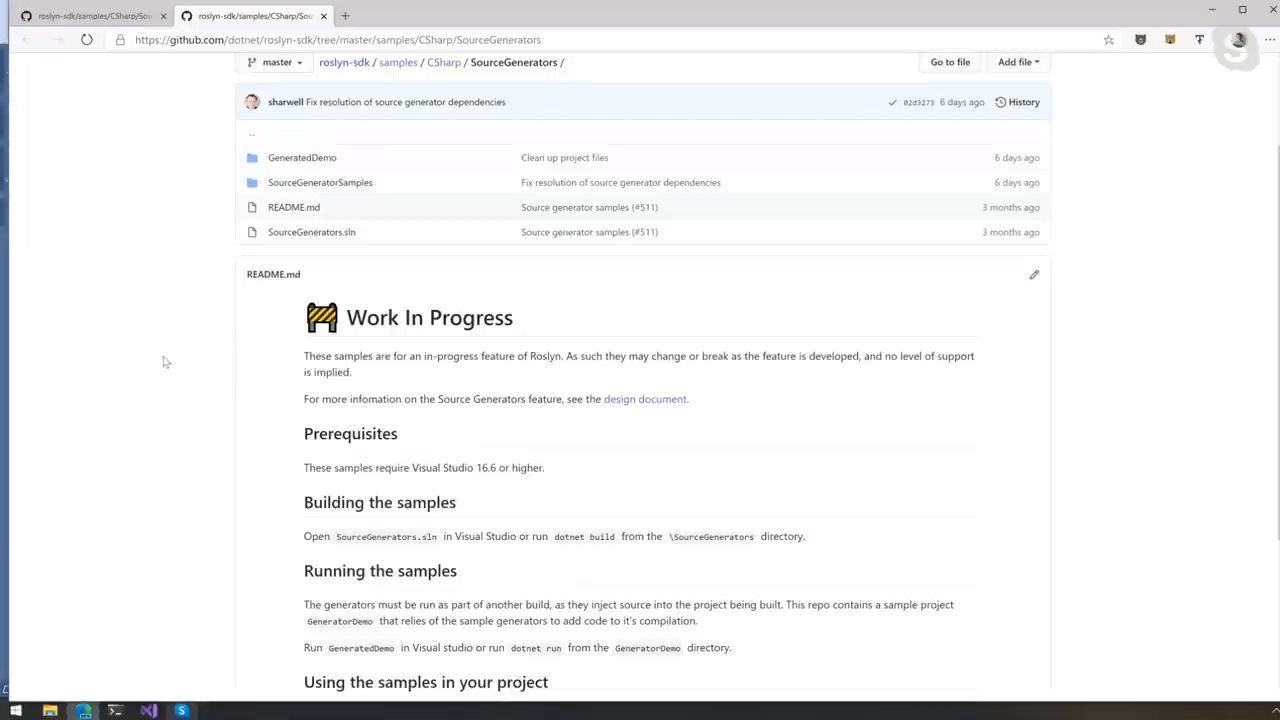 roslyn-sdk/samples/CSharp/Sou
roslyn-sdk/samples/CSharp/Sou
https://github.com/dotnet/roslyn-sdk/tree/master/samples/CSharp/SourceGenerators
master
roslyn-sdk / samples / CSharp / SourceGenerators /
Go to file
Add file
sharwell Fix resolution of source generator dependencies
02d3273 6 days ago
History
..
GeneratedDemo Clean up project files 6 days ago
SourceGeneratorSamples Fix resolution of source generator dependencies 6 days ago
README.md Source generator samples (#511) 3 months ago
SourceGenerators.sln Source generator samples (#511) 3 months ago
README.md
Work In Progress
These samples are for an in-progress feature of Roslyn. As such they may change or break as the feature is developed, and no level of support
is implied.
For more infomation on the Source Generators feature, see the design document.
Prerequisites
These samples require Visual Studio 16.6 or higher.
Building the samples
Open SourceGenerators.sln in Visual Studio or run dotnet build from the \SourceGenerators directory.
Running the samples
The generators must be run as part of another build, as they inject source into the project being built. This repo contains a sample project
GeneratorDemo that relies of the sample generators to add code to it's compilation.
Run GeneratedDemo in Visual studio or run dotnet run from the GeneratorDemo directory.
Using the samples in your project